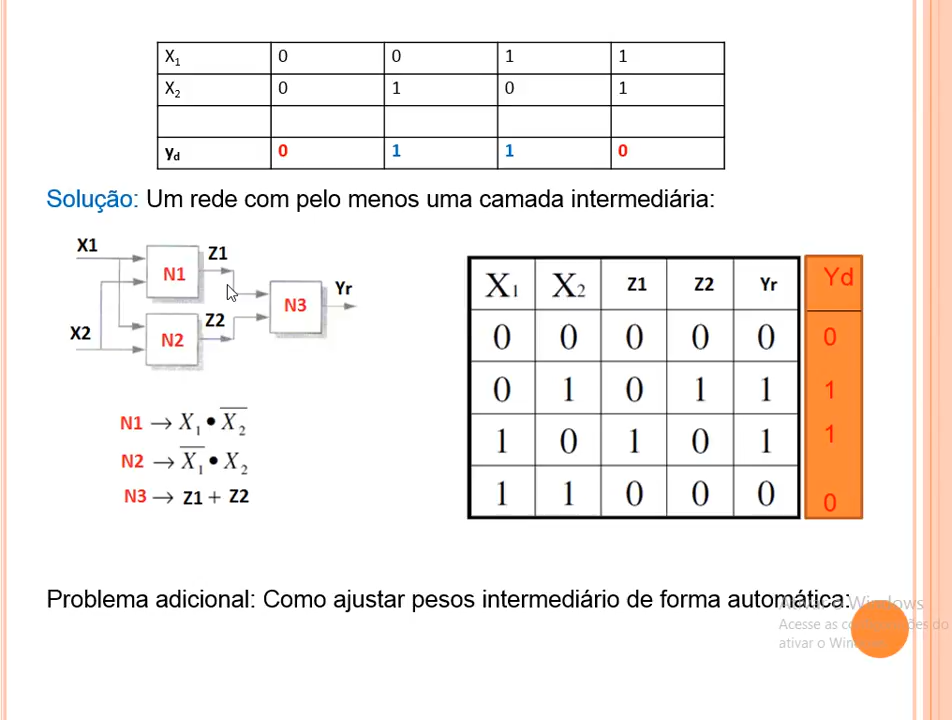 X1 0 0 1 1
X2 0 1 0 1
yd 0 1 1 0
Solução: Um rede com pelo menos uma camada intermediária:
X1 N1 Z1
X2 N2 Z2
N3 Yr
N1 → X1 • X̅2
N2 → X̅1 • X2
N3 → Z1 + Z2
X1 X2 Z1 Z2 Yr Yd
0 0 0 0 0 0
0 1 0 1 1 1
1 0 1 0 1 1
1 1 0 0 0 0
Problema adicional: Como ajustar pesos intermediário de forma automática:
Windows
Acesse as do
ativar o